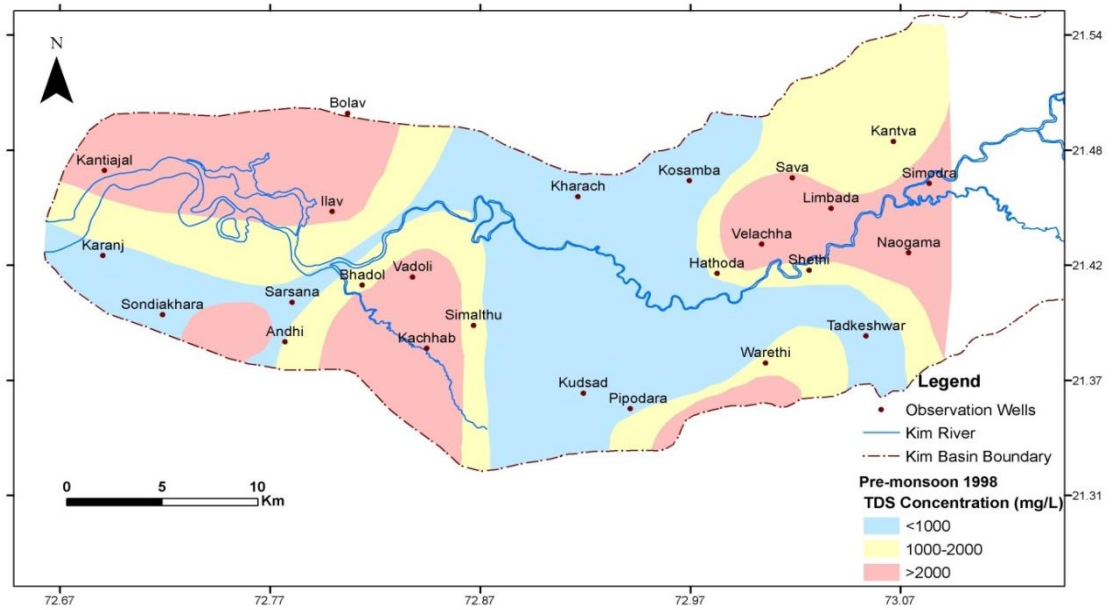 N
21.54
Bolav
Kantva
21.48
Kantiajal
Kosamba
Sava
Simodra
Kharach
Limbada
Ilav
Velachha
Naogama
Karanj
21.42
Hathoda
Shethi
Vadoli
Bhadol
Sarsana
Sondiakhara
Simalthu
Tadkeshwar
Andhi
Kachhab
Warethi
21.37
Kudsad
Pipodara
Legend
Observation Wells
Kim River
Kim Basin Boundary
Pre-monsoon 1998
TDS Concentration (mg/L)
<1000
1000-2000
>2000
0 5 10
Km
21.31
72.67 72.77 72.87 72.97 73.07